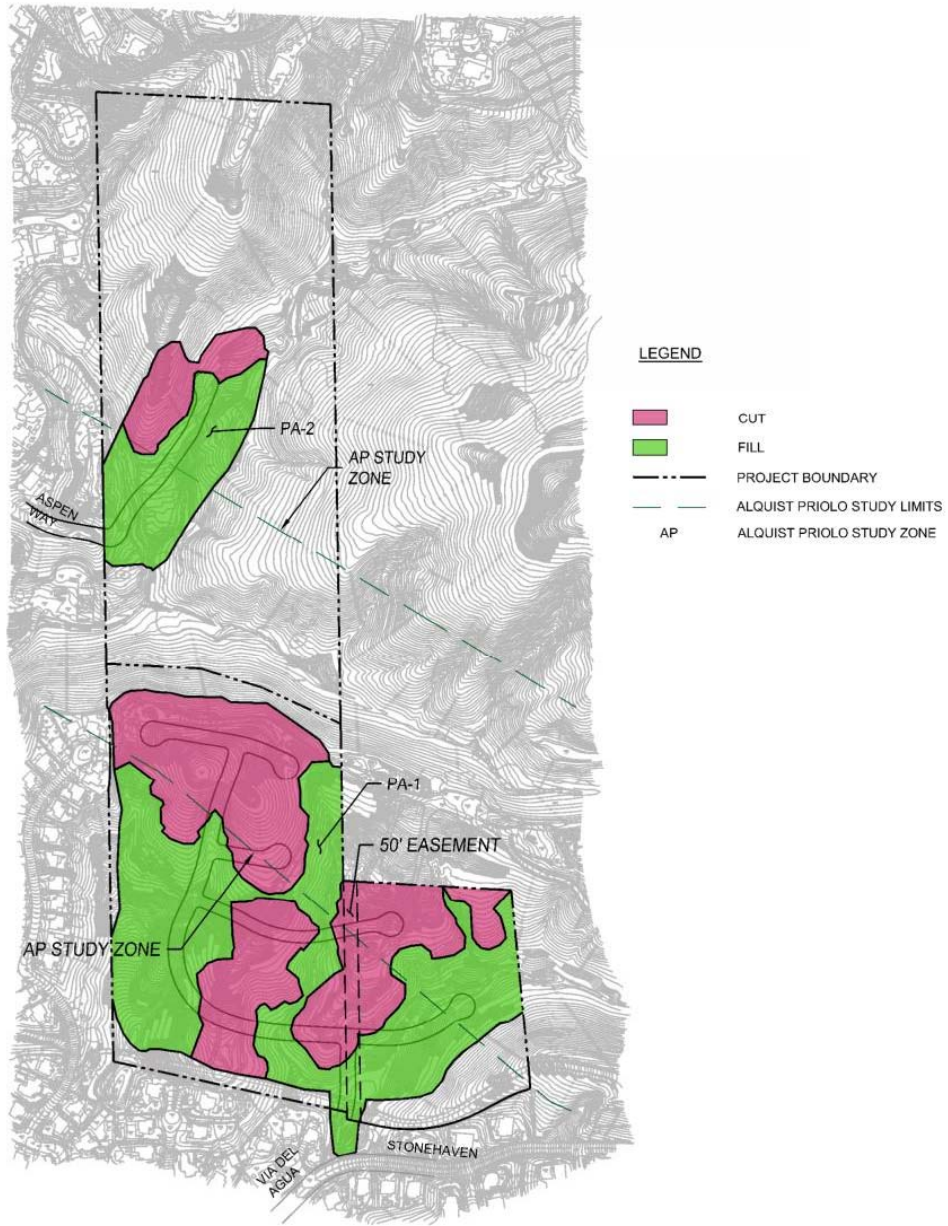 LEGEND
CUT
FILL
PROJECT BOUNDARY
ALQUIST PRIOLO STUDY LIMITS
AP ALQUIST PRIOLO STUDY ZONE
PA-2
AP STUDY
ZONE
ASPEN
WAY
PA-1
50' EASEMENT
AP STUDY ZONE
STONEHAVEN
VIA DEL
AGUA